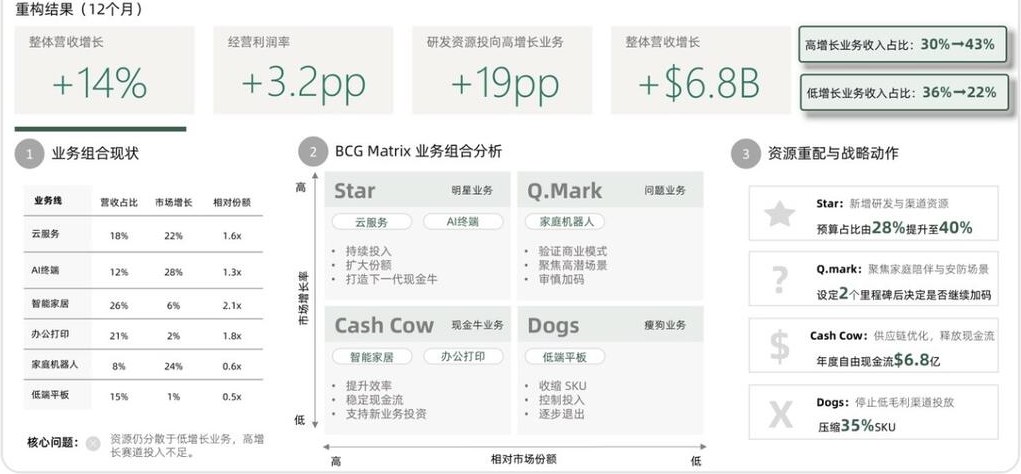 重构结果（12个月）
整体营收增长
+14%
经营利润率
+3.2pp
研发资源投向高增长业务
+19pp
整体营收增长
+$6.8B
高增长业务收入占比：30%→43%
低增长业务收入占比：36%→22%
1 业务组合现状
业务线 营收占比 市场增长 相对份额
云服务 18% 22% 1.6x
AI终端 12% 28% 1.3x
智能家居 26% 6% 2.1x
办公打印 21% 2% 1.8x
家庭机器人 8% 24% 0.6x
低端平板 15% 1% 0.5x
核心问题：
资源仍分散于低增长业务，高增
长赛道投入不足。
2 BCG Matrix 业务组合分析
高
市场增长率
低
Star 明星业务
云服务 AI终端
• 持续投入
• 扩大份额
• 打造下一代现金牛
Q.Mark 问题业务
家庭机器人
• 验证商业模式
• 聚焦高潜场景
• 审慎加码
Cash Cow 现金牛业务
智能家居 办公打印
• 提升效率
• 稳定现金流
• 支持新业务投资
Dogs 瘦狗业务
低端平板
• 收缩 SKU
• 控制投入
• 逐步退出
高 相对市场份额 低
3 资源重配与战略动作
Star：新增研发与渠道资源
预算占比由28%提升至40%
?
Q.mark：聚焦家庭陪伴与安防场景
设定2个里程碑后决定是否继续加码
$
Cash Cow：供应链优化，释放现金流
年度自由现金流$6.8亿
X
Dogs：停止低毛利渠道投放
压缩35%SKU